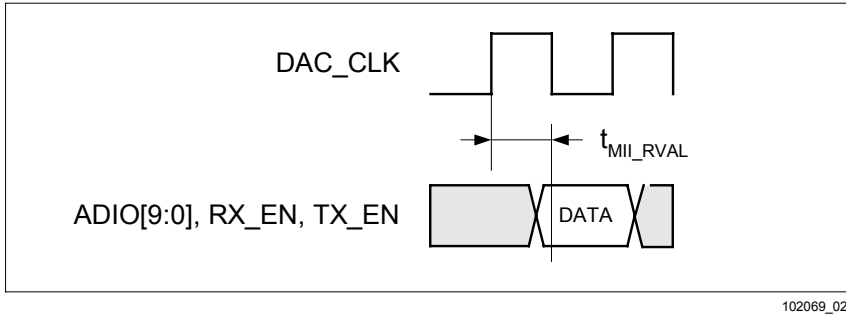 DAC_CLK
tMII_RVAL
ADIO[9:0], RX_EN, TX_EN
DATA
102069_02